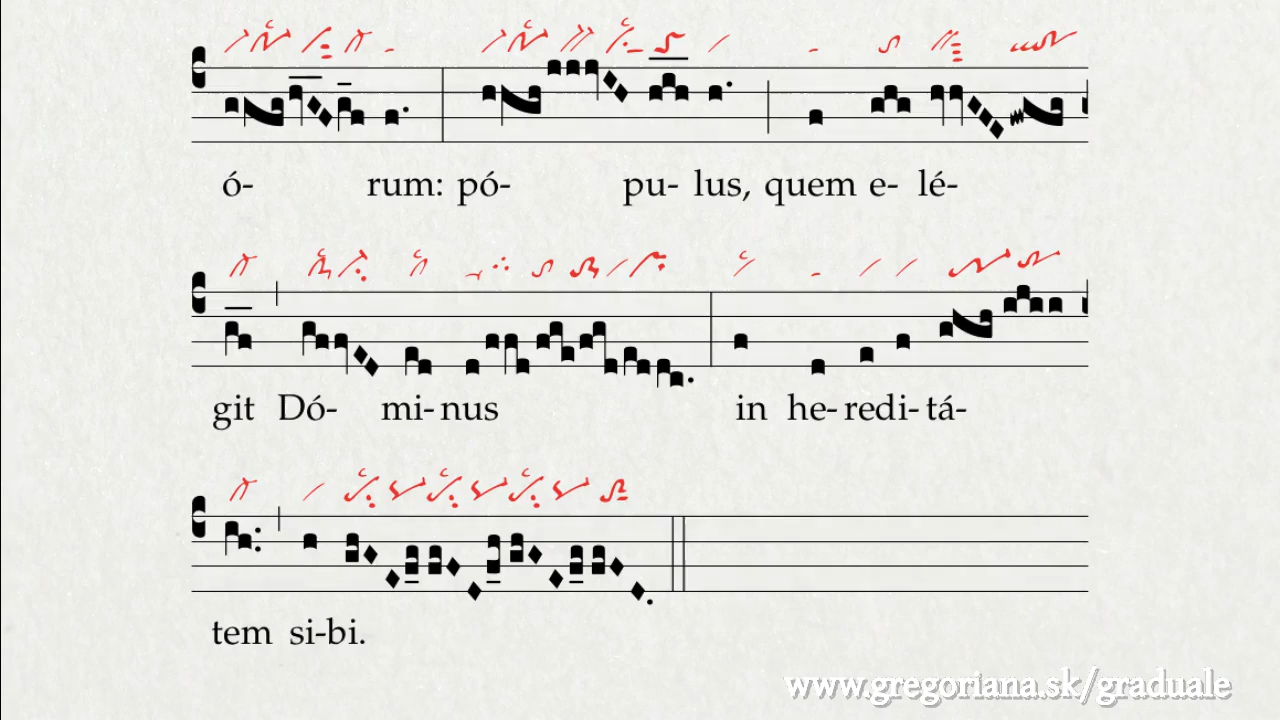 ó- rum: pó- pu- lus, quem e- lé-
git Dó- mi- nus in he- redi- tá-
tem si- bi.
www.gregoriana.sk/graduale